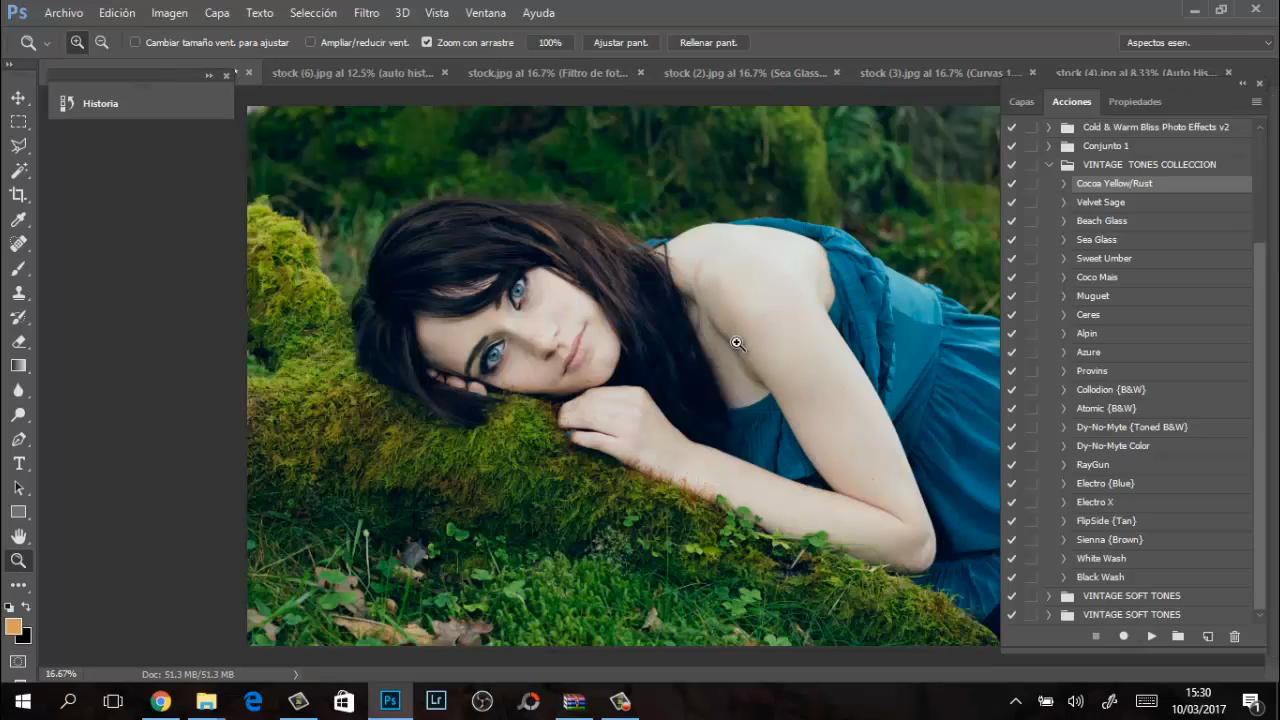 Ps Archivo Edición Imagen Capa Texto Selección Filtro 3D Vista Ventana Ayuda
Cambiar tamaño vent. para ajustar Ampliar/reducir vent. Zoom con arrastre 100% Ajustar pant. Rellenar pant. Aspectos esen.
stock (6).jpg al 12.5% (auto hist... stock.jpg al 16.7% (Filtro de fot... stock (2).jpg al 16.7% (Sea Glass... stock (3).jpg al 16.7% (Curvas 1... stock (4).jpg al 8.33% (Auto His...
Historia
Capas Acciones Propiedades
Cold & Warm Bliss Photo Effects v2
Conjunto 1
VINTAGE TONES COLLECCION
Cocoa Yellow/Rust
Velvet Sage
Beach Glass
Sea Glass
Sweet Umber
Coco Mais
Muguet
Ceres
Alpin
Azure
Provins
Collodion {B&W}
Atomic {B&W}
Dy-No-Myte {Toned B&W}
Dy-No-Myte Color
RayGun
Electro {Blue}
Electro X
FlipSide {Tan}
Sienna {Brown}
White Wash
Black Wash
VINTAGE SOFT TONES
VINTAGE SOFT TONES
16.67% Doc: 51.3 MB/51.3 MB
Ps Lr
15:30
10/03/2017
1